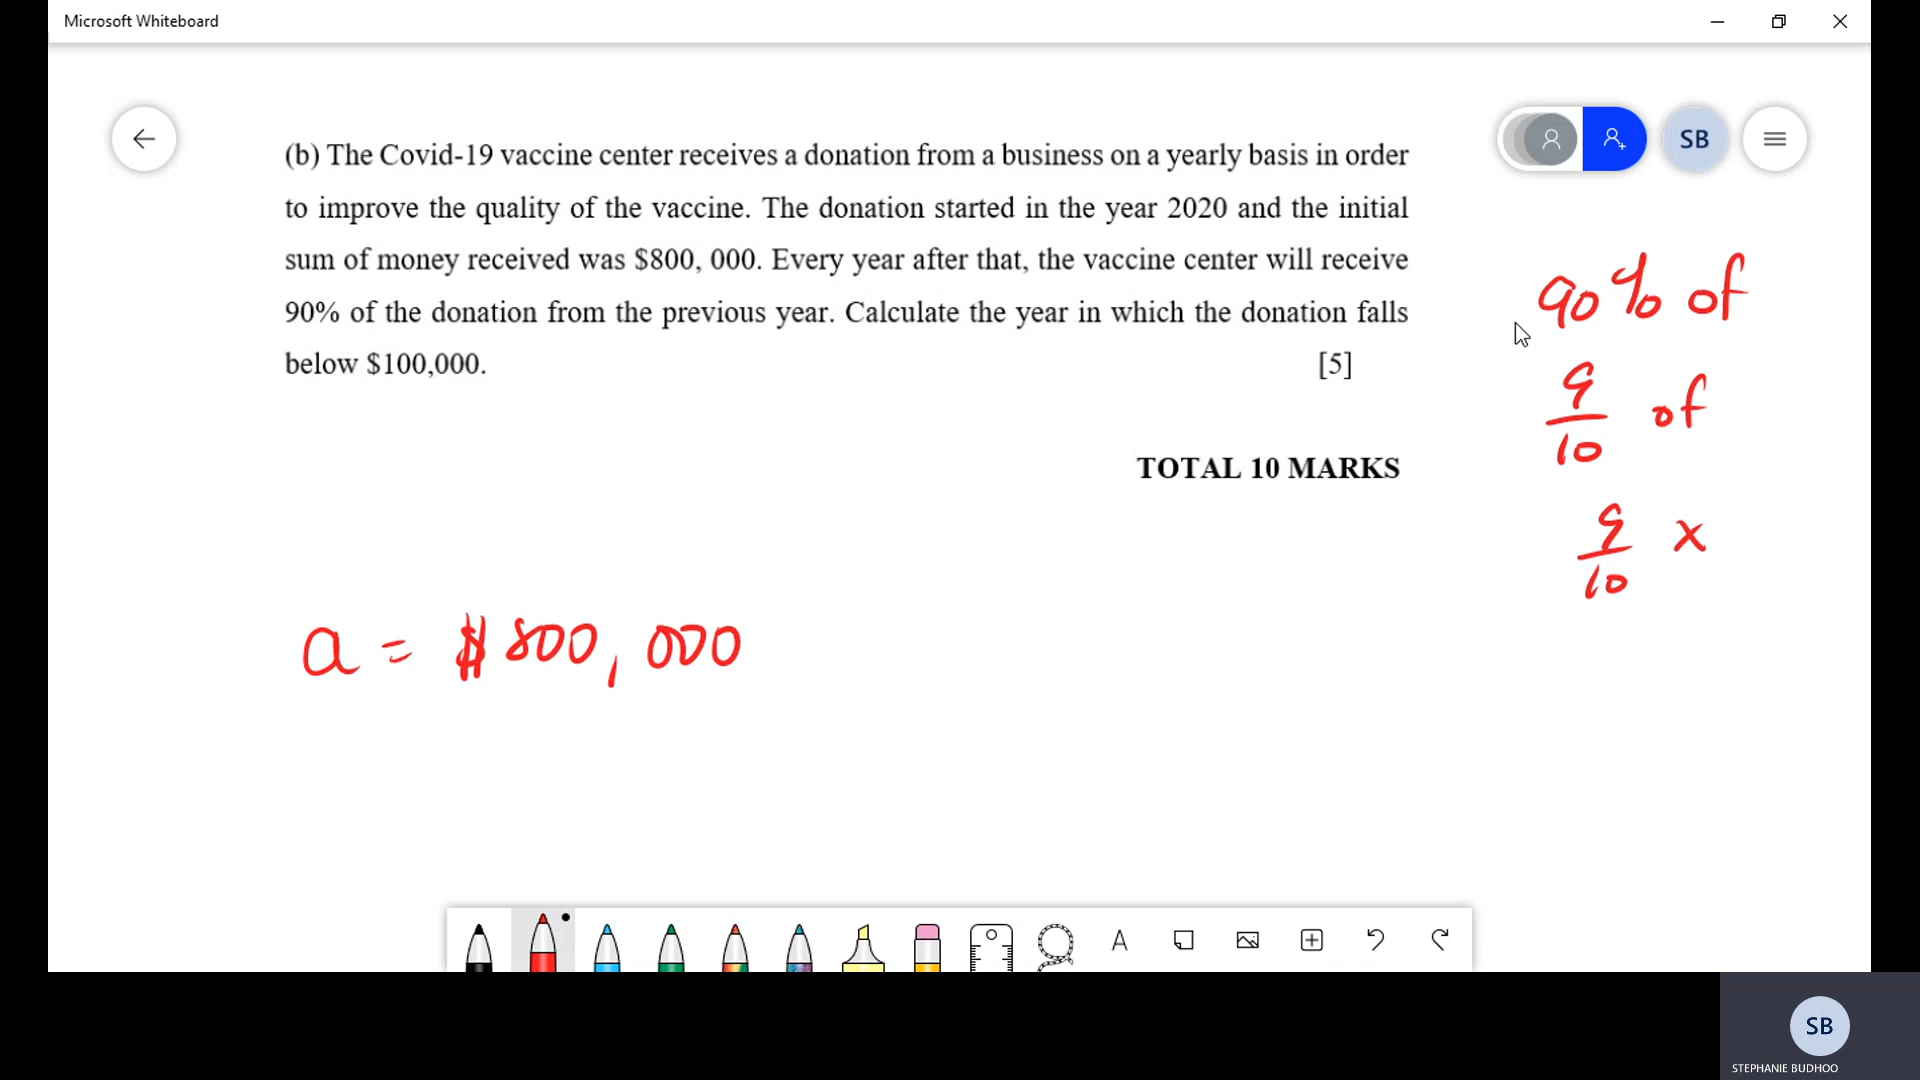 Microsoft Whiteboard
(b) The Covid-19 vaccine center receives a donation from a business on a yearly basis in order
to improve the quality of the vaccine. The donation started in the year 2020 and the initial
sum of money received was $800, 000. Every year after that, the vaccine center will receive
90% of the donation from the previous year. Calculate the year in which the donation falls
below $100,000. [5]
TOTAL 10 MARKS
SB
90% of
9/10 of
9/10 x
a = $800,000
A
SB
STEPHANIE BUDHOO